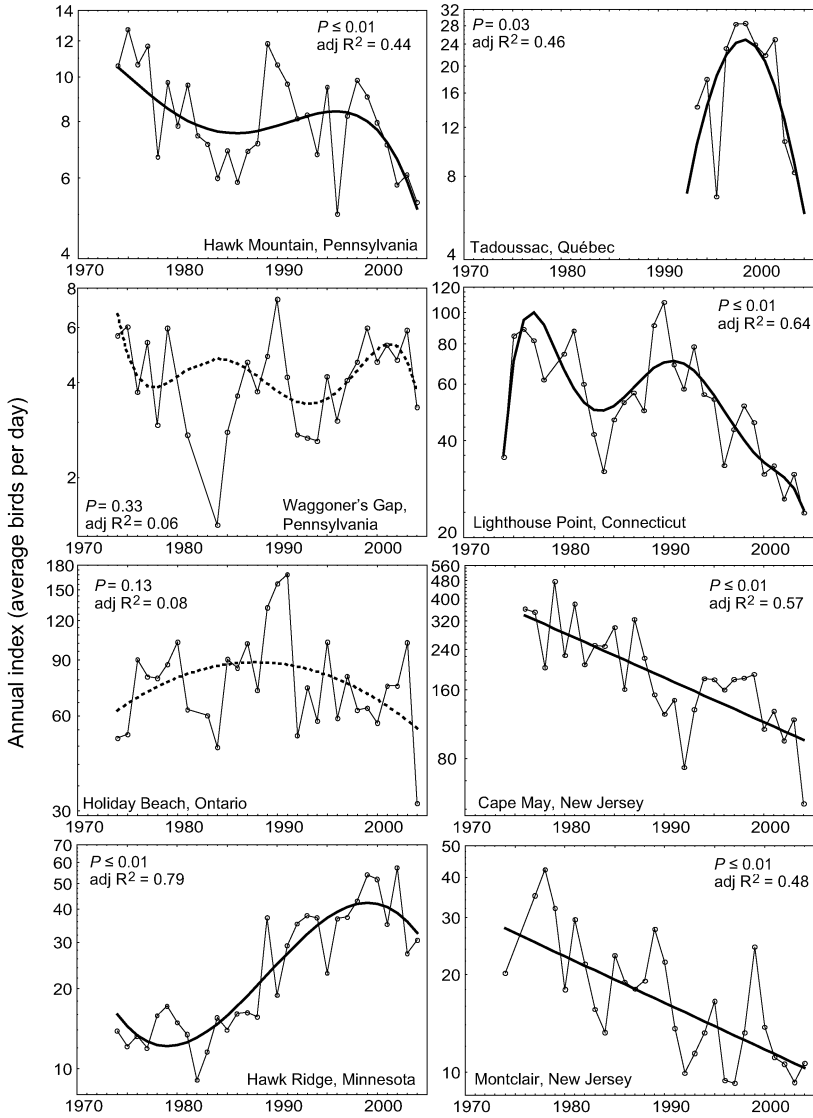 Annual index (average birds per day)
P ≤ 0.01
adj R2 = 0.44
14
12
10
8
6
4
Hawk Mountain, Pennsylvania
1970 1980 1990 2000
P = 0.03
adj R2 = 0.46
32
28
24
20
16
12
8
4
Tadoussac, Québec
1970 1980 1990 2000
8
6
4
2
P = 0.33
adj R2 = 0.06
Waggoner's Gap,
Pennsylvania
1970 1980 1990 2000
120
100
80
60
40
20
P ≤ 0.01
adj R2 = 0.64
Lighthouse Point, Connecticut
1970 1980 1990 2000
180
150
120
90
60
30
P = 0.13
adj R2 = 0.08
Holiday Beach, Ontario
1970 1980 1990 2000
560
480
400
320
240
160
80
P ≤ 0.01
adj R2 = 0.57
Cape May, New Jersey
1970 1980 1990 2000
70
60
50
40
30
20
10
P ≤ 0.01
adj R2 = 0.79
Hawk Ridge, Minnesota
1970 1980 1990 2000
50
40
30
20
10
P ≤ 0.01
adj R2 = 0.48
Montclair, New Jersey
1970 1980 1990 2000